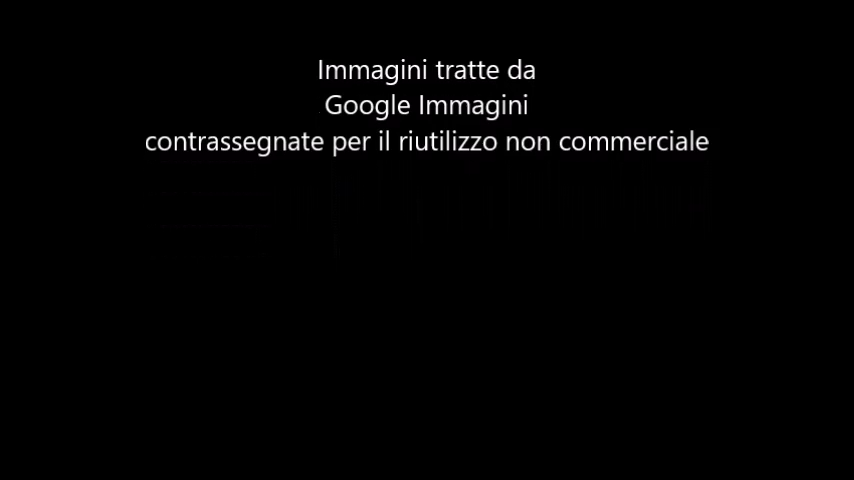 Immagini tratte da
Google Immagini
contrassegnate per il riutilizzo non commerciale